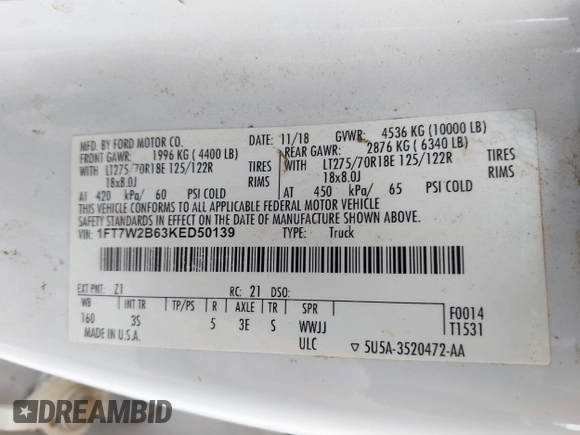 MFD. BY FORD MOTOR CO. DATE: 11/18 GVWR: 4536 KG (10000 LB)
FRONT GAWR: 1996 KG (4400 LB) REAR GAWR: 2876 KG (6340 LB)
WITH LT275/70R18E 125/122R TIRES WITH LT275/70R18E 125/122R TIRES
18x8.0J RIMS 18x8.0J RIMS
AT 420 kPa/ 60 PSI COLD AT 450 kPa/ 65 PSI COLD
THIS VEHICLE CONFORMS TO ALL APPLICABLE FEDERAL MOTOR VEHICLE
SAFETY STANDARDS IN EFFECT ON THE DATE OF MANUFACTURE SHOWN ABOVE.
VIN: 1FT7W2B63KED50139 TYPE: Truck
EXT PNT: Z1 RC: 21 DSO:
WB INT TR TP/PS R AXLE TR SPR F0014
160 3S 5 3E S WWJJ T1531
MADE IN U.S.A. ULC ▽ 5U5A-3520472-AA
DREAMBID